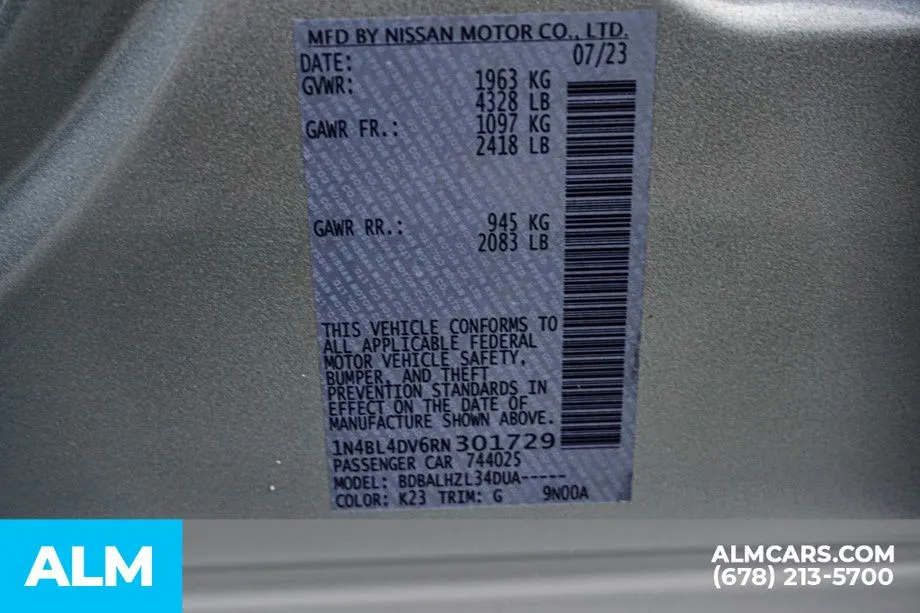 MFD BY NISSAN MOTOR CO., LTD.
DATE: 07/23
GVWR: 1963 KG
4328 LB
GAWR FR.: 1097 KG
2418 LB
GAWR RR.: 945 KG
2083 LB
THIS VEHICLE CONFORMS TO
ALL APPLICABLE FEDERAL
MOTOR VEHICLE SAFETY,
BUMPER, AND THEFT
PREVENTION STANDARDS IN
EFFECT ON THE DATE OF
MANUFACTURE SHOWN ABOVE.
1N4BL4DV6RN301729
PASSENGER CAR 74402S
MODEL: BDBALHZL34DUA-----
COLOR: K23 TRIM: G 9N00A
ALM
ALMCARS.COM
(678) 213-5700